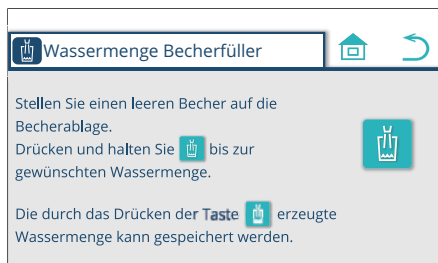 Wassermenge Becherfüller
Stellen Sie einen leeren Becher auf die
Becherablage.
Drücken und halten Sie bis zur
gewünschten Wassermenge.
Die durch das Drücken der Taste erzeugte
Wassermenge kann gespeichert werden.